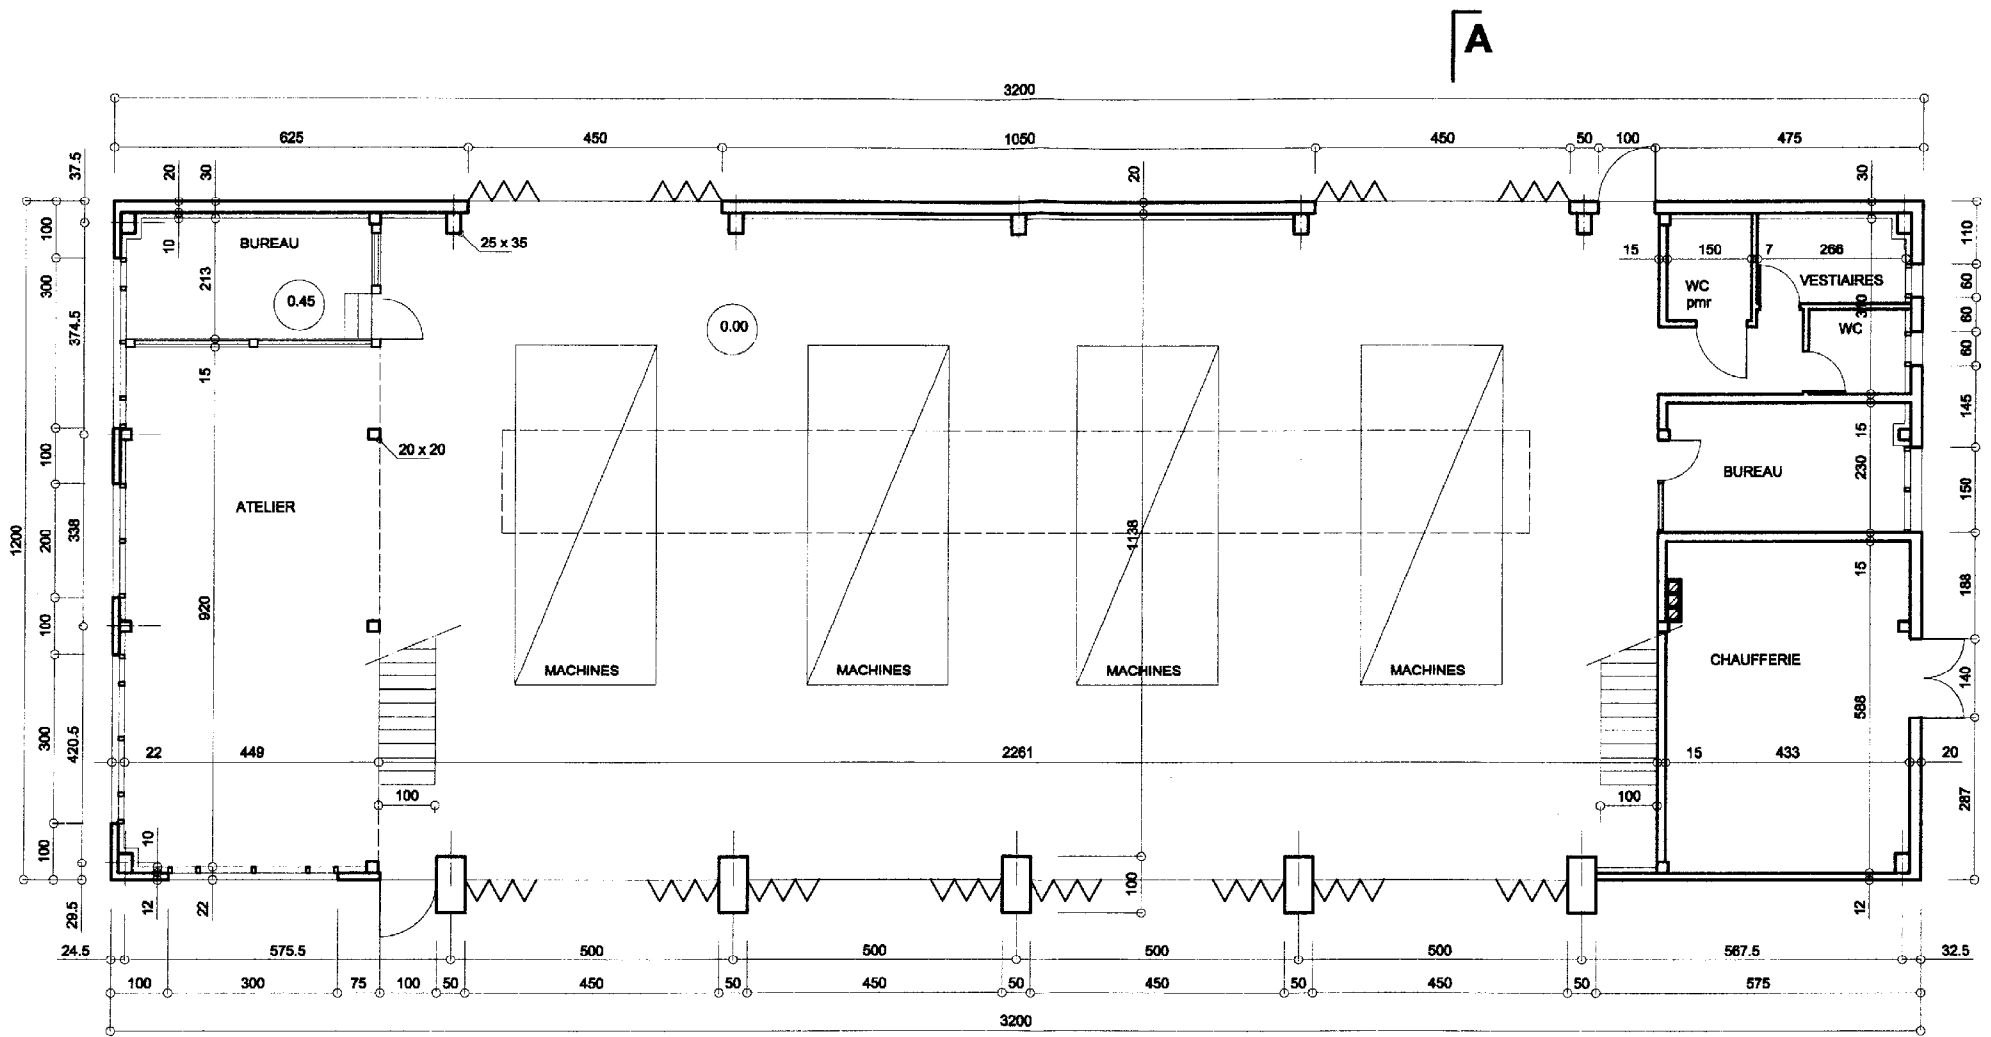 A
3200
625 450 1050 450 50 100 475
37.5 20 30 20 30
100 10 BUREAU 25 x 35 15 150 7 266 110
300 213 0.45 0.00 WC VESTIAIRES 60
pmr 60
374.5 WC 60
15 145
100 20 x 20 15
ATELIER BUREAU 230 150
1200 200 338 1138
15 188
100 920
MACHINES MACHINES MACHINES MACHINES CHAUFFERIE 140
300 420.5 588
22 449 2261 15 433 20
100 100 287
100 10
12 22 100 12
29.5
24.5 575.5 500 500 500 500 567.5 32.5
100 300 75 100 50 450 50 450 50 450 50 450 50 575
3200